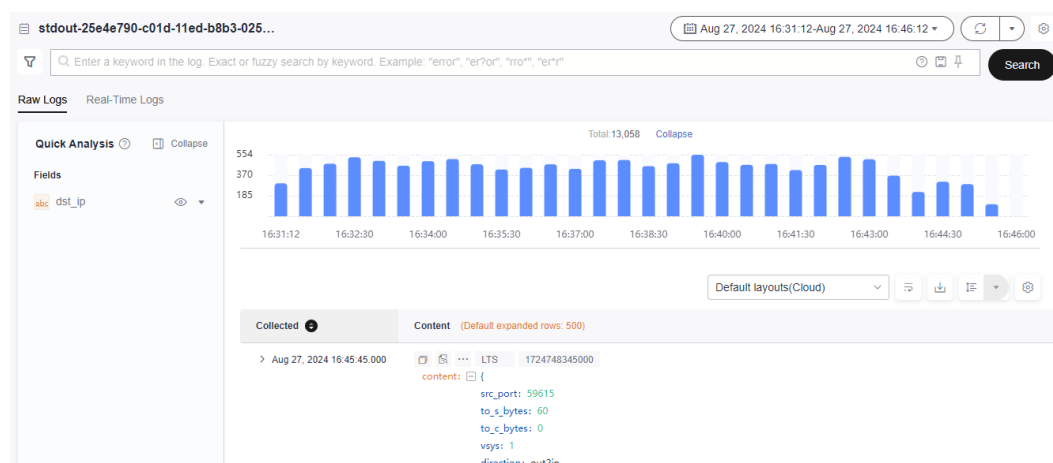 stdout-25e4e790-c01d-11ed-b8b3-025...
Aug 27, 2024 16:31:12-Aug 27, 2024 16:46:12
Enter a keyword in the log. Exact or fuzzy search by keyword. Example: "error", "er?or", "rro*", "er*r"
Search
Raw Logs Real-Time Logs
Quick Analysis Collapse
Fields
abc dst_ip
Total:13,058 Collapse
554
370
185
16:31:12 16:32:30 16:34:00 16:35:30 16:37:00 16:38:30 16:40:00 16:41:30 16:43:00 16:44:30 16:46:00
Default layouts(Cloud)
Collected Content (Default expanded rows: 500)
Aug 27, 2024 16:45:45.000 LTS 1724748345000
content: {
src_port: 59615
to_s_bytes: 60
to_c_bytes: 0
vsys: 1
direction: out2in